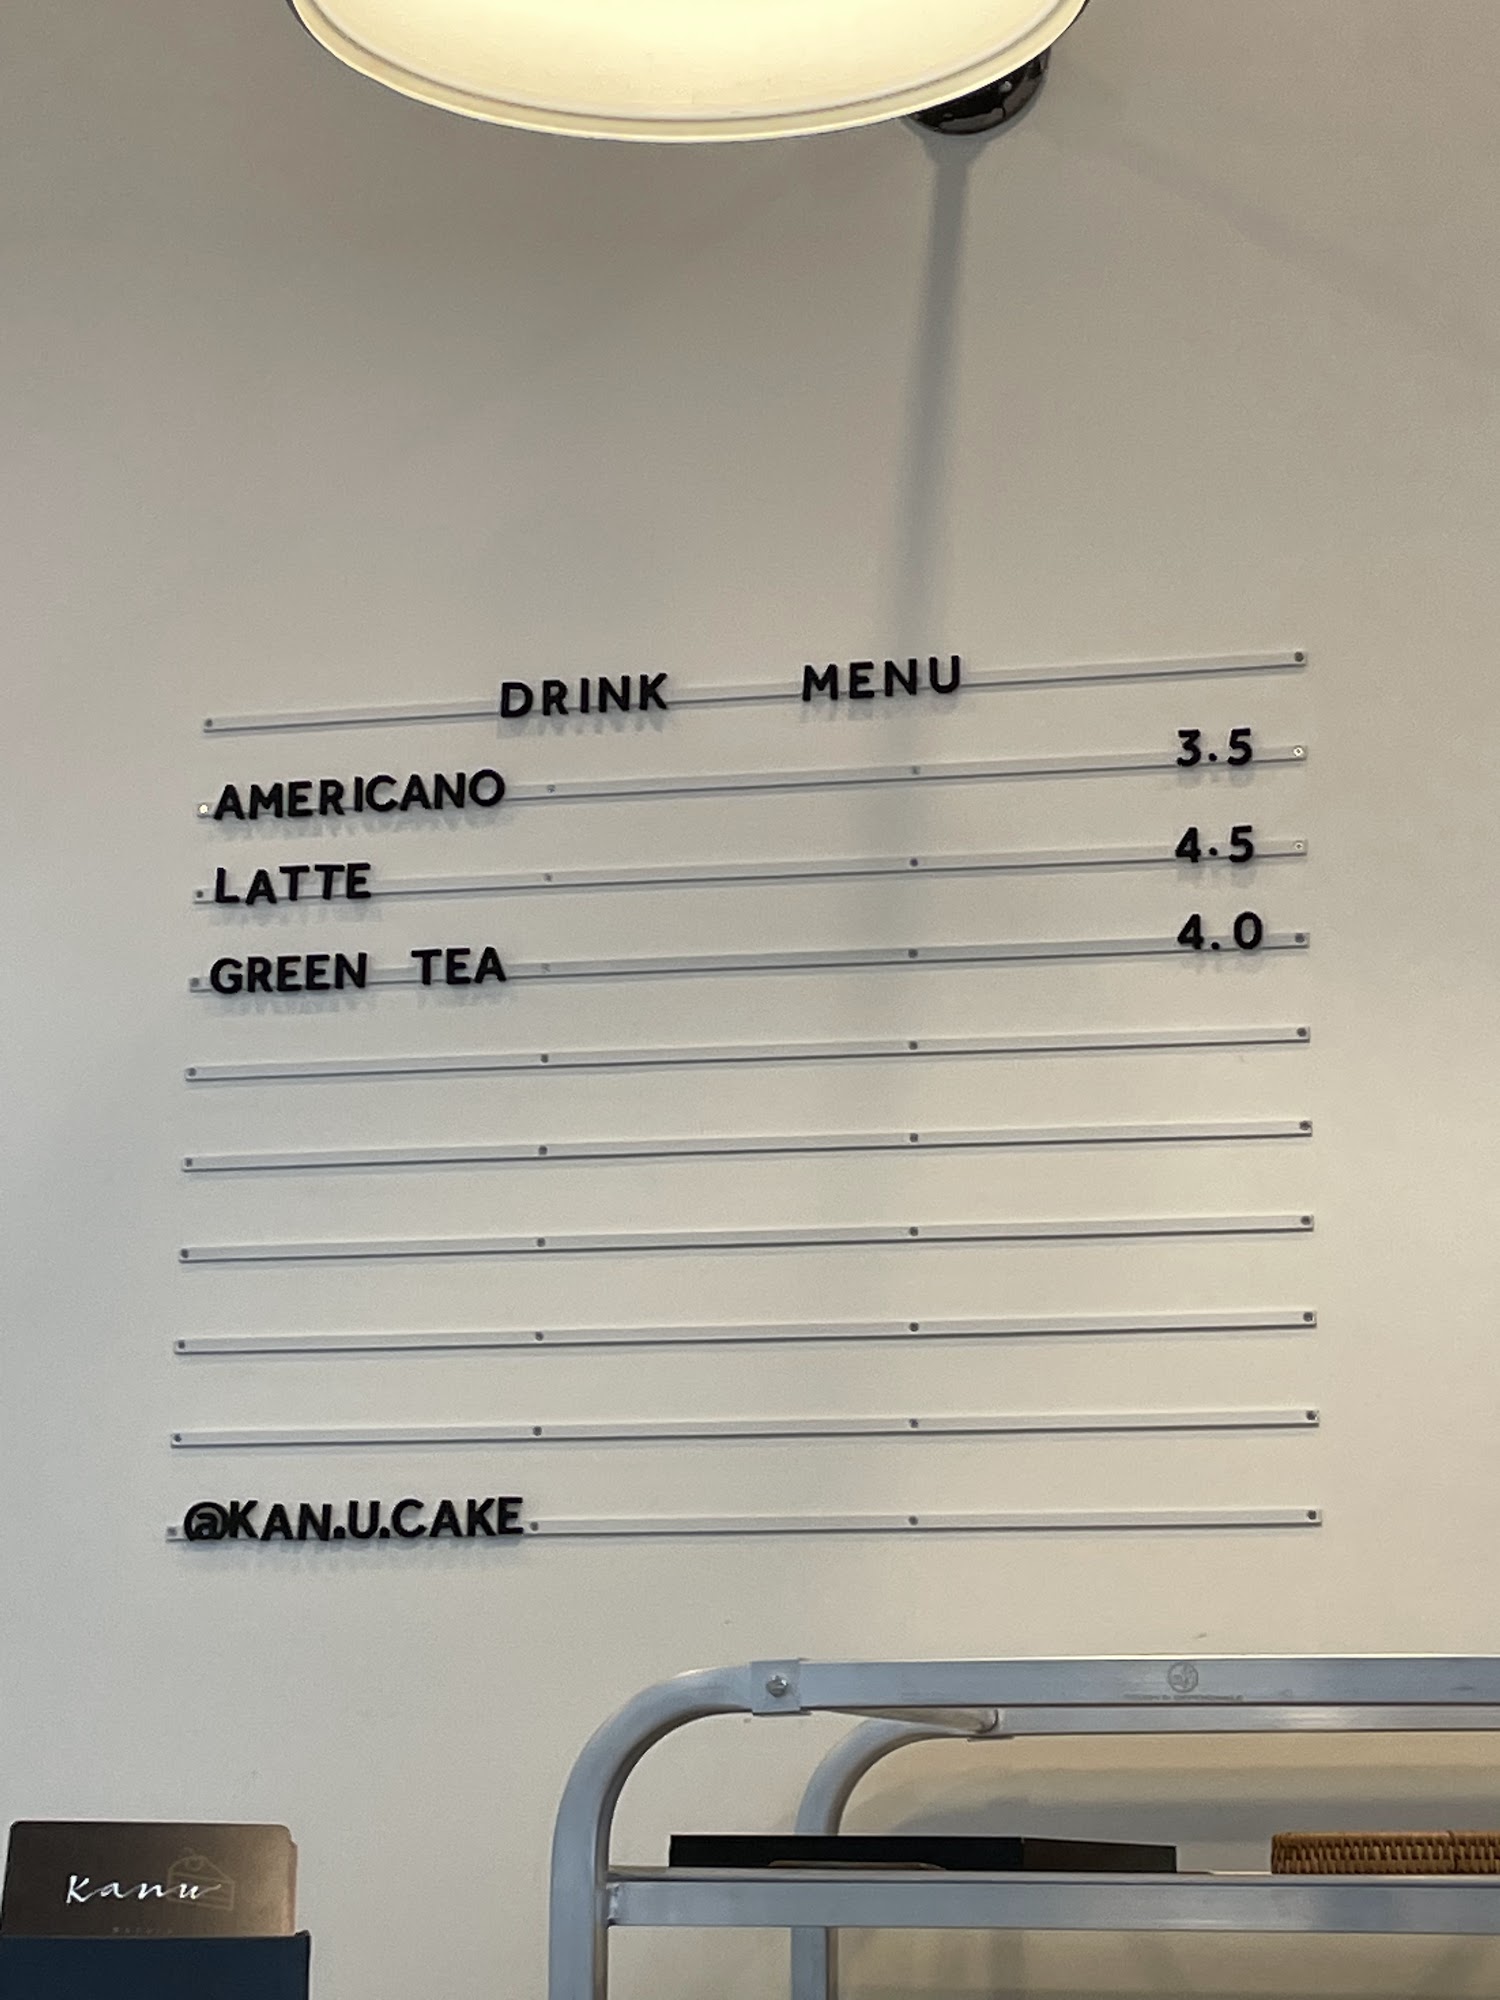 DRINK MENU
AMERICANO 3.5
LATTE 4.5
GREEN TEA 4.0
@KAN.U.CAKE
Kanu